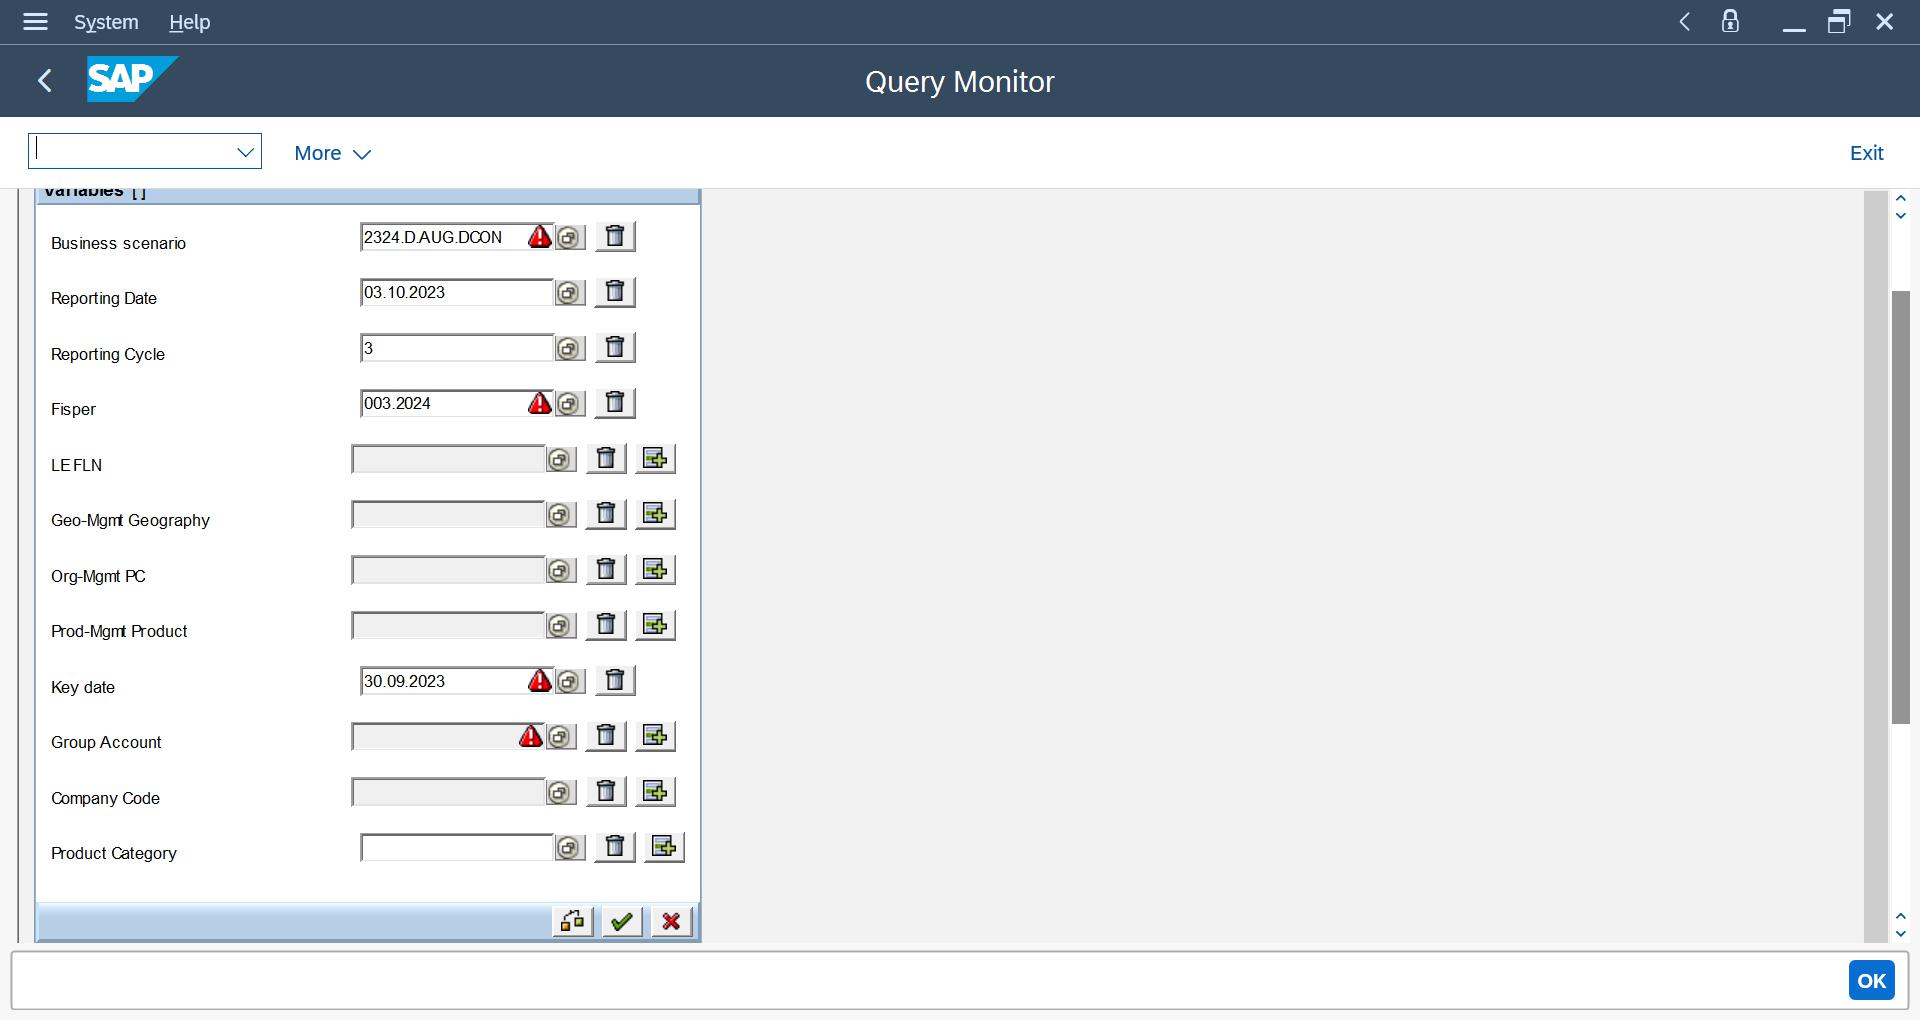 System Help
SAP Query Monitor
More Exit
Variables []
Business scenario 2324.D.AUG.DCON
Reporting Date 03.10.2023
Reporting Cycle 3
Fisper 003.2024
LE FLN
Geo-Mgmt Geography
Org-Mgmt PC
Prod-Mgmt Product
Key date 30.09.2023
Group Account
Company Code
Product Category
OK